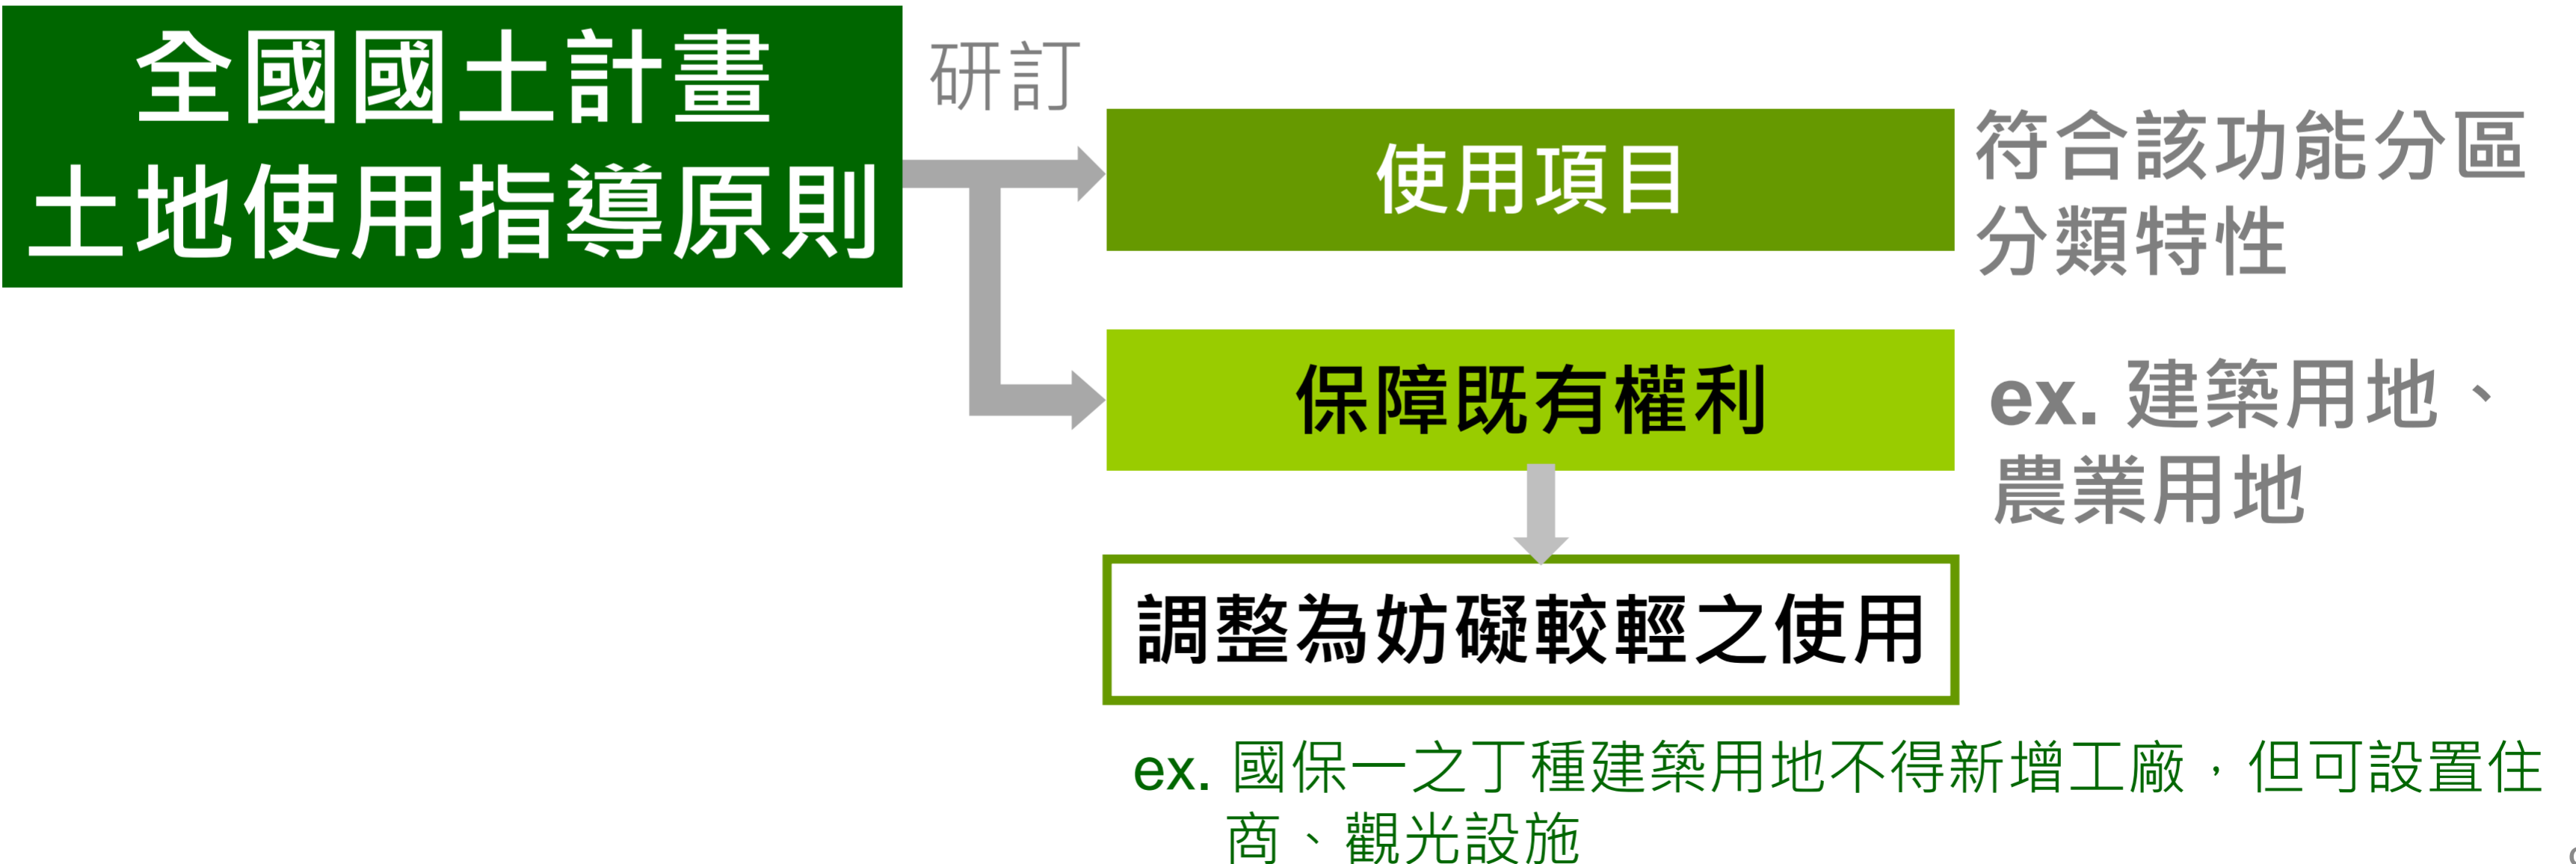 全國國土計畫
土地使用指導原則
研訂
使用項目
符合該功能分區
分類特性
保障既有權利
ex. 建築用地、
農業用地
調整為妨礙較輕之使用
ex. 國保一之丁種建築用地不得新增工廠，但可設置住
商、觀光設施